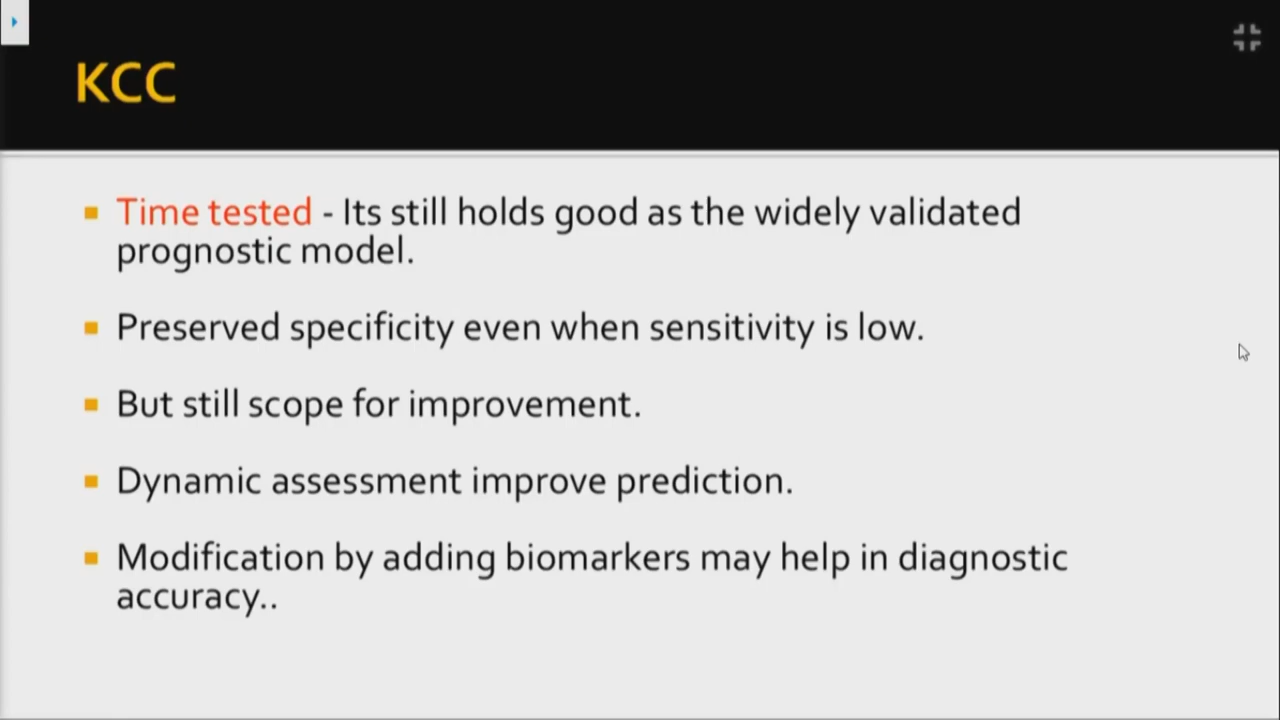 KCC
Time tested - Its still holds good as the widely validated
prognostic model.
Preserved specificity even when sensitivity is low.
But still scope for improvement.
Dynamic assessment improve prediction.
Modification by adding biomarkers may help in diagnostic
accuracy..